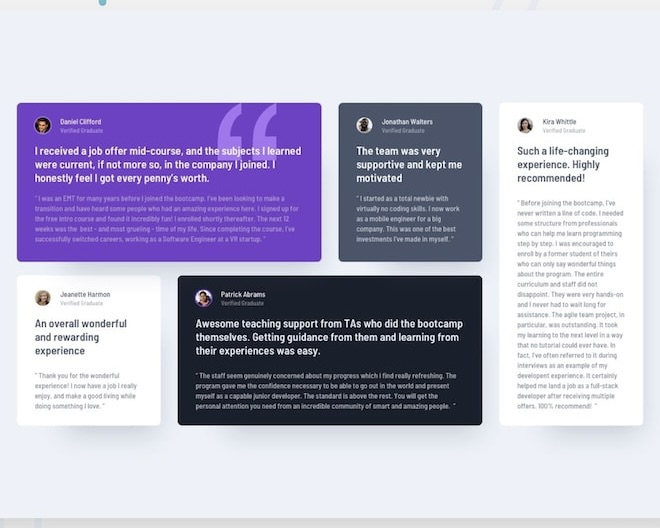 Daniel Clifford
Verified Graduate
I received a job offer mid-course, and the subjects I learned
were current, if not more so, in the company I joined. I
honestly feel I got every penny's worth.
" I was an EMT for many years before I joined the bootcamp. I've been looking to make a
transition and have heard some people who had an amazing experience here. I signed up for
the free intro course and found it incredibly fun! I enrolled shortly thereafter. The next 12
weeks was the best - and most grueling - time of my life. Since completing the course, I've
successfully switched careers, working as a Software Engineer at a VR startup. "
Jonathan Walters
Verified Graduate
The team was very
supportive and kept me
motivated
" I started as a total newbie with
virtually no coding skills. I now work
as a mobile engineer for a big
company. This was one of the best
investments I've made in myself. "
Kira Whittle
Verified Graduate
Such a life-changing
experience. Highly
recommended!
" Before joining the bootcamp, I've
never written a line of code. I needed
some structure from professionals
who can help me learn programming
step by step. I was encouraged to
enroll by a former student of theirs
who can only say wonderful things
about the program. The entire
curriculum and staff did not
disappoint. They were very hands-on
and I never had to wait long for
assistance. The agile team project, in
particular, was outstanding. It took
my learning to the next level in a way
that no tutorial could ever have. In
fact, I've often referred to it during
interviews as an example of my
development experience. It certainly
helped me land a job as a full-stack
developer after receiving multiple
offers. 100% recommend! "
Jeanette Harmon
Verified Graduate
An overall wonderful
and rewarding
experience
" Thank you for the wonderful
experience! I now have a job I really
enjoy, and make a good living while
doing something I love. "
Patrick Abrams
Verified Graduate
Awesome teaching support from TAs who did the bootcamp
themselves. Getting guidance from them and learning from
their experiences was easy.
" The staff seem genuinely concerned about my progress which I find really refreshing. The
program gave me the confidence necessary to be able to go out in the world and present
myself as a capable junior developer. The standard is above the rest. You will get the
personal attention you need from an incredible community of smart and amazing people. "